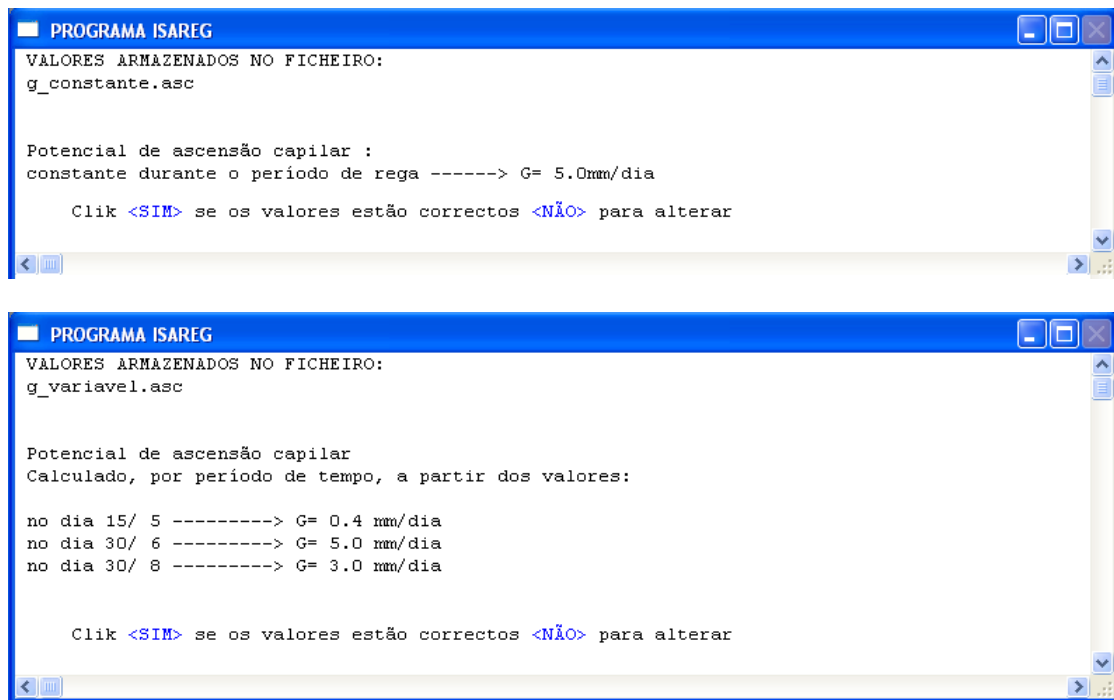 PROGRAMA ISAREG
VALORES ARMAZENADOS NO FICHEIRO:
g_constante.asc
Potencial de ascensão capilar :
constante durante o período de rega ------> G= 5.0mm/dia
Clik <SIM> se os valores estão correctos <NÃO> para alterar
PROGRAMA ISAREG
VALORES ARMAZENADOS NO FICHEIRO:
g_variavel.asc
Potencial de ascensão capilar
Calculado, por período de tempo, a partir dos valores:
no dia 15/ 5 ---------> G= 0.4 mm/dia
no dia 30/ 6 ---------> G= 5.0 mm/dia
no dia 30/ 8 ---------> G= 3.0 mm/dia
Clik <SIM> se os valores estão correctos <NÃO> para alterar